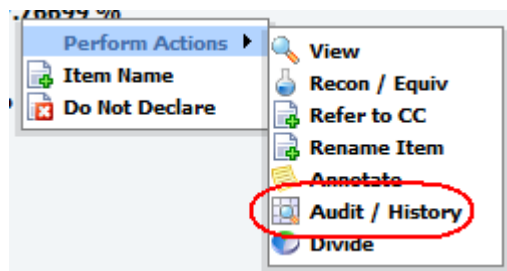 .76699 %
Perform Actions
Item Name
Do Not Declare
View
Recon / Equiv
Refer to CC
Rename Item
Annotate
Audit / History
Divide